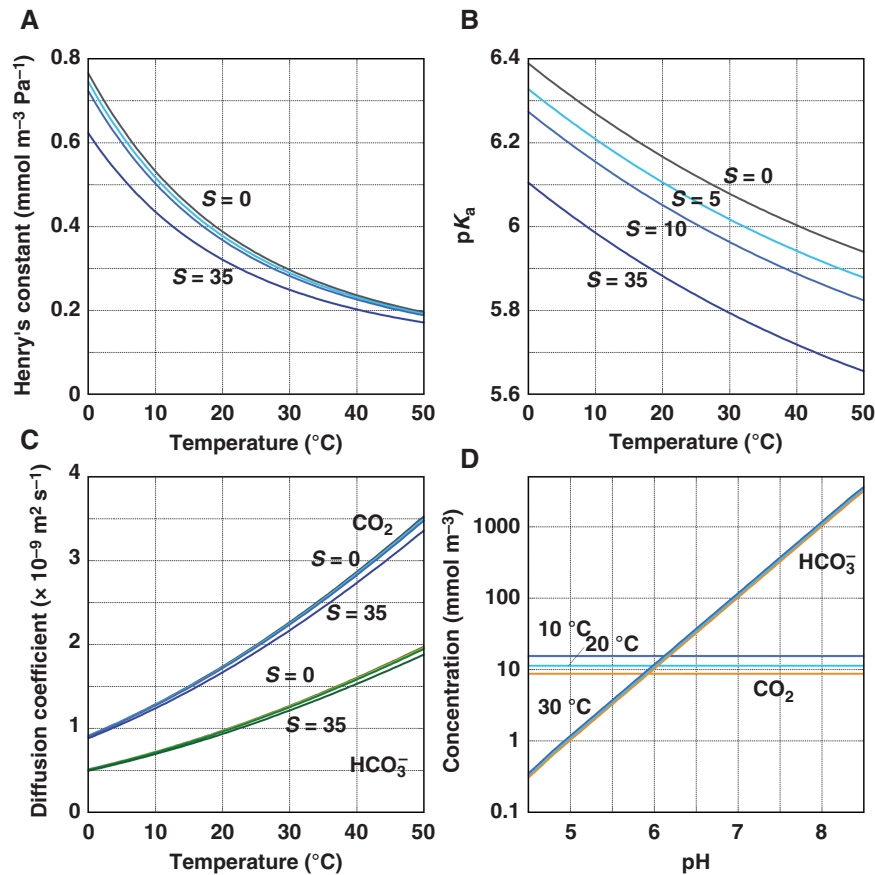 A
Henry's constant (mmol m⁻³ Pa⁻¹)
0.8
0.6
0.4
0.2
0
S = 0
S = 35
0 10 20 30 40 50
Temperature (°C)
B
pKa
6.4
6.2
6
5.8
5.6
S = 0
S = 5
S = 10
S = 35
0 10 20 30 40 50
Temperature (°C)
C
Diffusion coefficient (× 10⁻⁹ m² s⁻¹)
4
3
2
1
0
CO₂
S = 0
S = 35
S = 0
S = 35
HCO₃⁻
0 10 20 30 40 50
Temperature (°C)
D
Concentration (mmol m⁻³)
1000
100
10
1
0.1
HCO₃⁻
10 °C
20 °C
CO₂
30 °C
5 6 7 8
pH